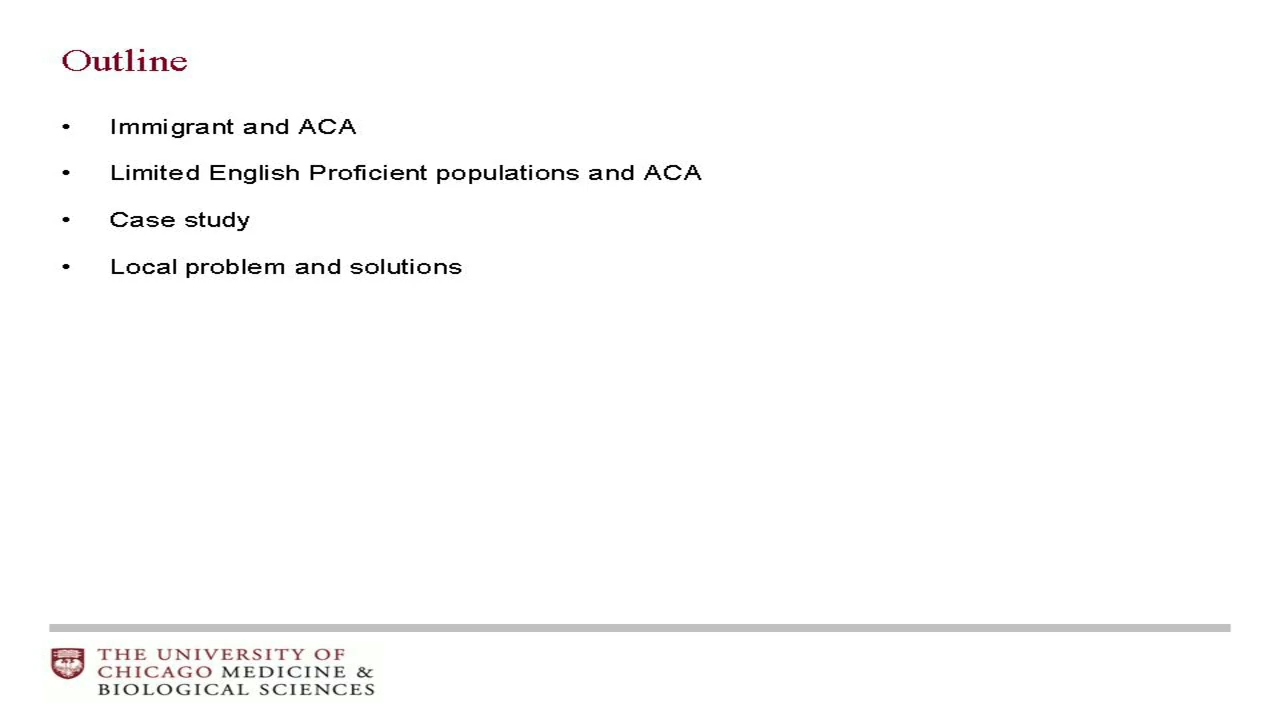 Outline
• Immigrant and ACA
• Limited English Proficient populations and ACA
• Case study
• Local problem and solutions
THE UNIVERSITY OF
CHICAGO MEDICINE &
BIOLOGICAL SCIENCES